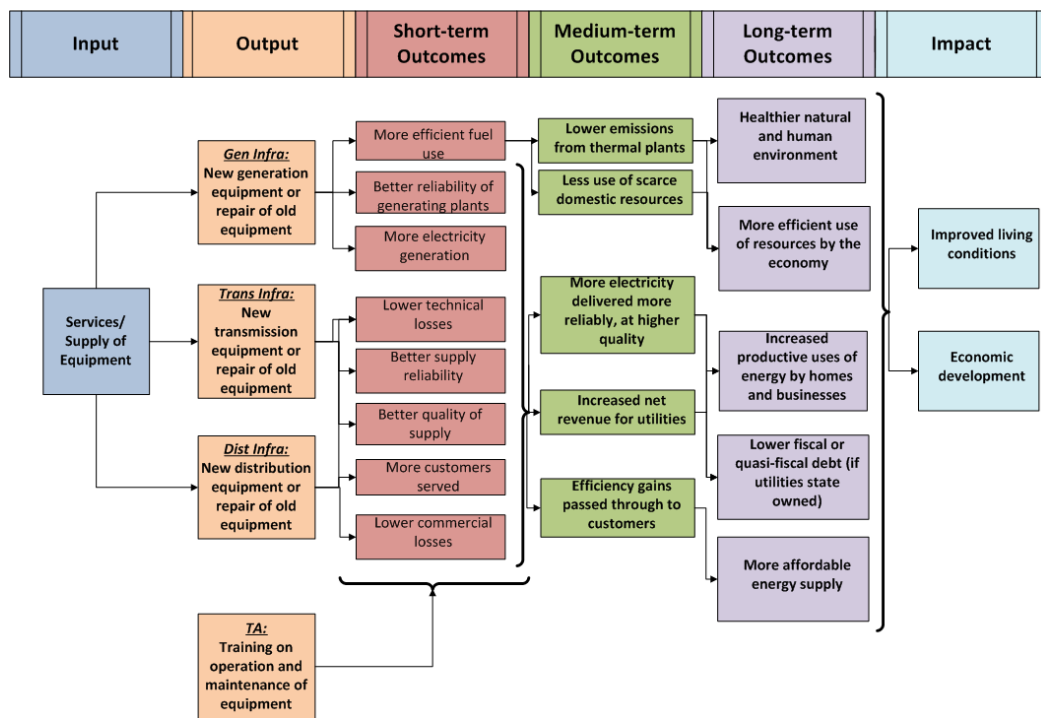 Input
Output
Short-term
Outcomes
Medium-term
Outcomes
Long-term
Outcomes
Impact
Services/
Supply of
Equipment
Gen Infra:
New generation
equipment or
repair of old
equipment
Trans Infra:
New
transmission
equipment or
repair of old
equipment
Dist Infra:
New distribution
equipment or
repair of old
equipment
TA:
Training on
operation and
maintenance of
equipment
More efficient fuel
use
Better reliability of
generating plants
More electricity
generation
Lower technical
losses
Better supply
reliability
Better quality of
supply
More customers
served
Lower commercial
losses
Lower emissions
from thermal plants
Less use of scarce
domestic resources
More electricity
delivered more
reliably, at higher
quality
Increased net
revenue for utilities
Efficiency gains
passed through to
customers
Healthier natural
and human
environment
More efficient use
of resources by the
economy
Increased
productive uses of
energy by homes
and businesses
Lower fiscal or
quasi-fiscal debt (if
utilities state
owned)
More affordable
energy supply
Improved living
conditions
Economic
development